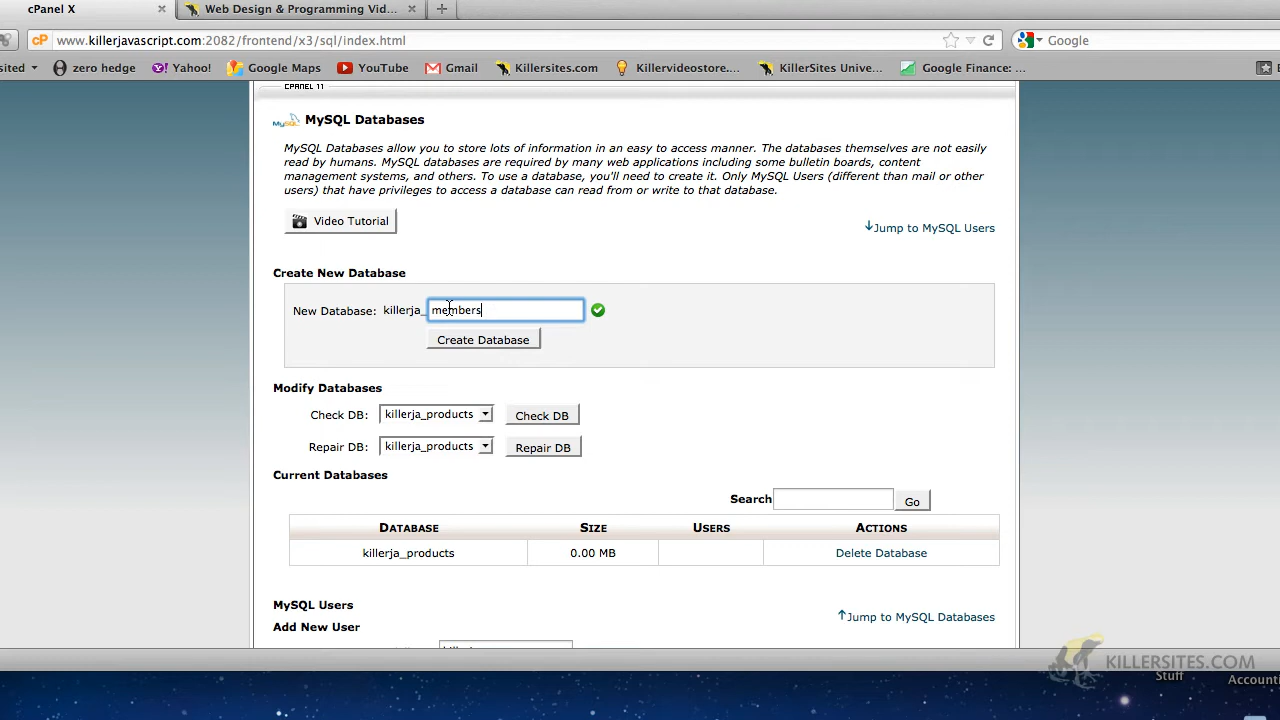 cPanel X
Web Design & Programming Vid...
www.killerjavascript.com:2082/frontend/x3/sql/index.html
Google
sited
zero hedge
Yahoo!
Google Maps
YouTube
Gmail
Killersites.com
Killervideostore....
KillerSites Unive...
Google Finance: ...
CPANEL 11
MySQL
MySQL Databases
MySQL Databases allow you to store lots of information in an easy to access manner. The databases themselves are not easily
read by humans. MySQL databases are required by many web applications including some bulletin boards, content
management systems, and others. To use a database, you'll need to create it. Only MySQL Users (different than mail or other
users) that have privileges to access a database can read from or write to that database.
Video Tutorial
Jump to MySQL Users
Create New Database
New Database: killerja_ members
Create Database
Modify Databases
Check DB: killerja_products Check DB
Repair DB: killerja_products Repair DB
Current Databases
Search Go
DATABASE SIZE USERS ACTIONS
killerja_products 0.00 MB Delete Database
MySQL Users
Jump to MySQL Databases
Add New User
KILLERSITES.COM
Stuff
Accounti